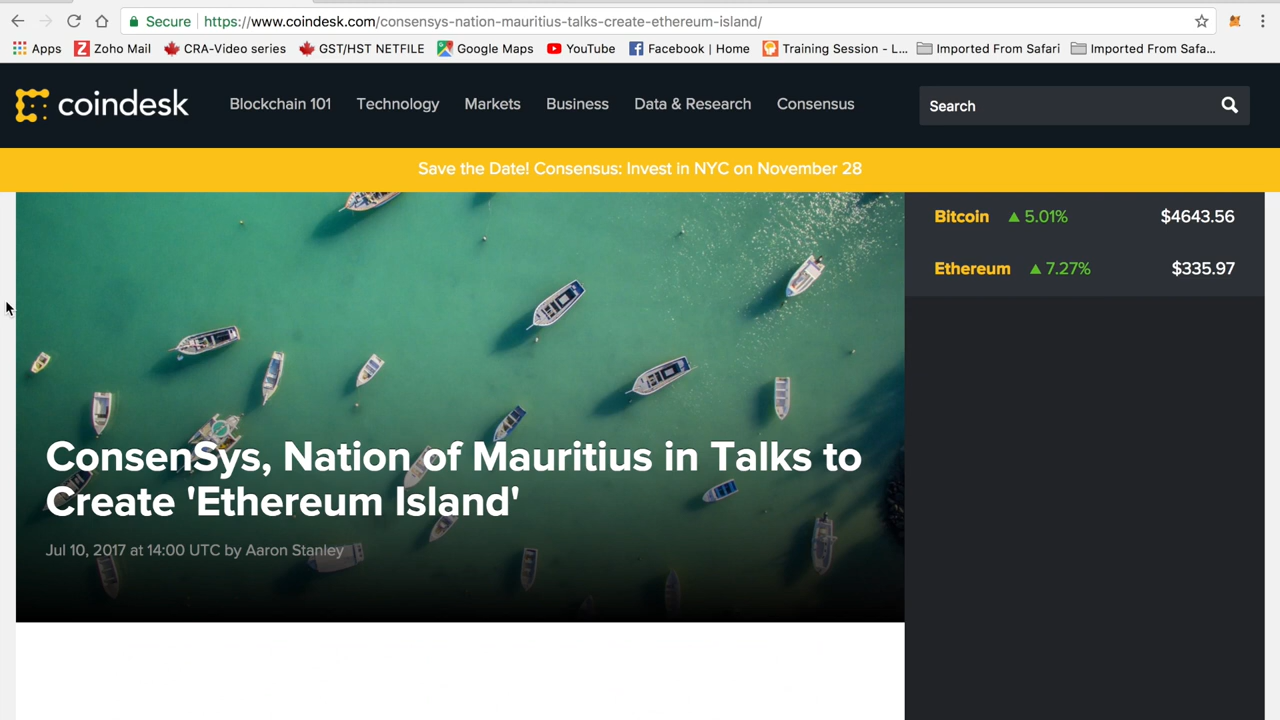 Secure https://www.coindesk.com/consensys-nation-mauritius-talks-create-ethereum-island/
Apps Zoho Mail CRA-Video series GST/HST NETFILE Google Maps YouTube Facebook | Home Training Session - L... Imported From Safari Imported From Safa...
coindesk Blockchain 101 Technology Markets Business Data & Research Consensus Search
Save the Date! Consensus: Invest in NYC on November 28
Bitcoin ▲ 5.01% $4643.56
Ethereum ▲ 7.27% $335.97
ConsenSys, Nation of Mauritius in Talks to
Create 'Ethereum Island'
Jul 10, 2017 at 14:00 UTC by Aaron Stanley